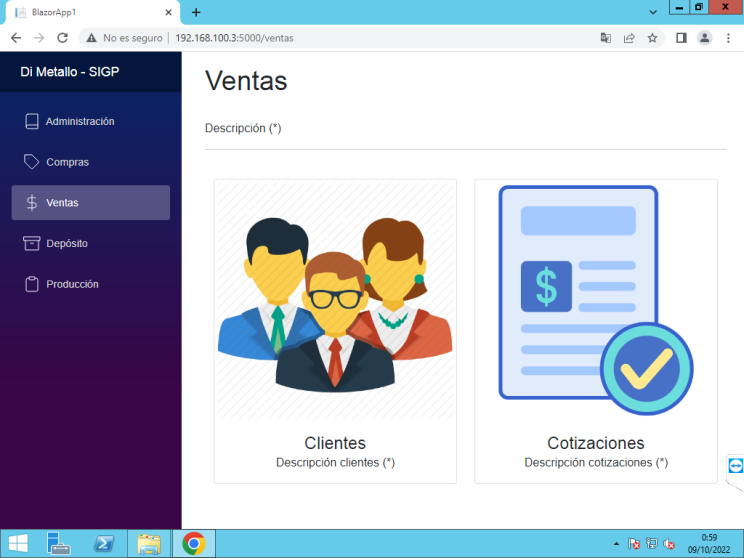 BlazorApp1
No es seguro | 192.168.100.3:5000/ventas
Di Metallo - SIGP
Administración
Compras
Ventas
Depósito
Producción
Ventas
Descripción (*)
$
Clientes
Descripción clientes (*)
Cotizaciones
Descripción cotizaciones (*)
0:59
09/10/2022